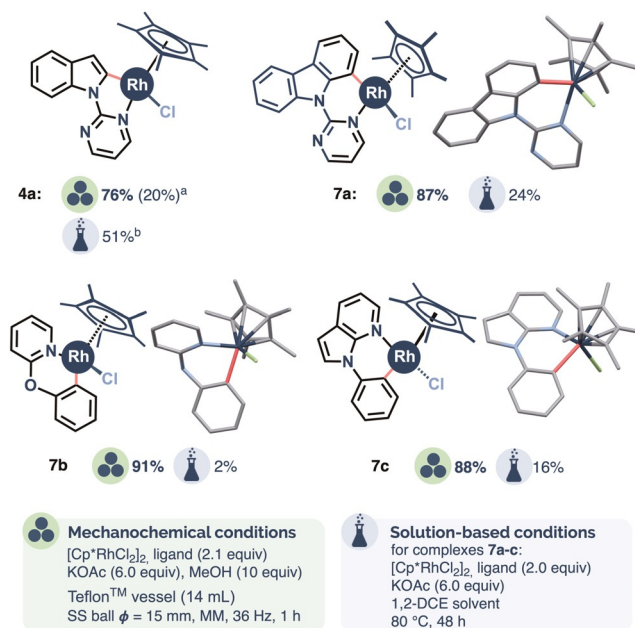 Rh
Cl
N
N
N
4a:
76% (20%)ᵃ
51%ᵇ
Rh
Cl
N
N
N
7a:
87%
24%
N
Rh
Cl
O
7b
91%
2%
N
Rh
N
Cl
7c
88%
16%
Mechanochemical conditions
[Cp*RhCl₂]₂, ligand (2.1 equiv)
KOAc (6.0 equiv), MeOH (10 equiv)
Teflon™ vessel (14 mL)
SS ball ϕ = 15 mm, MM, 36 Hz, 1 h
Solution-based conditions
for complexes 7a-c:
[Cp*RhCl₂]₂, ligand (2.0 equiv)
KOAc (6.0 equiv)
1,2-DCE solvent
80 °C, 48 h